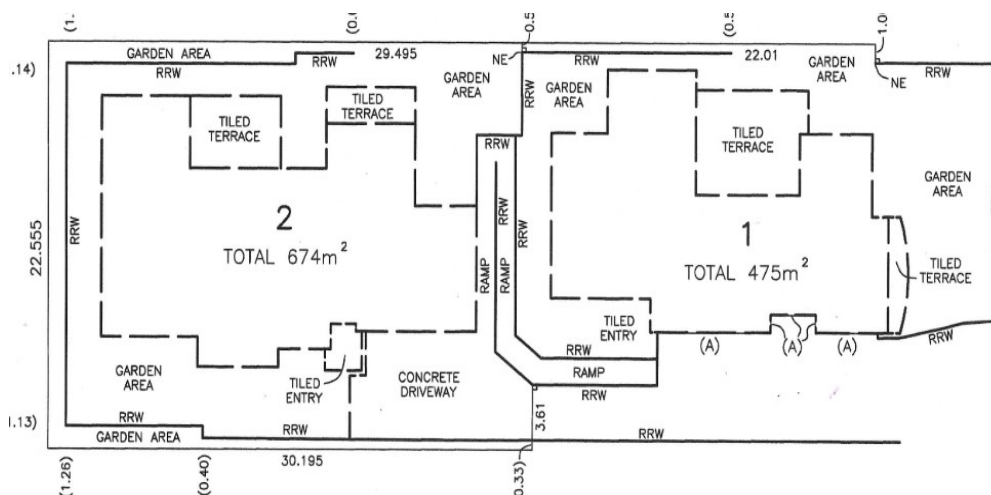 (1.
(0.
0.5
(0.5
1.0
GARDEN AREA
RRW
RRW
29.495
NE
RRW
22.01
GARDEN
AREA
NE
RRW
.14)
GARDEN
AREA
RRW
GARDEN
AREA
TILED
TERRACE
TILED
TERRACE
TILED
TERRACE
RRW
GARDEN
AREA
RRW
22.555
2
TOTAL 674m²
RRW
RAMP
RAMP
RRW
1
TOTAL 475m²
TILED
TERRACE
TILED
ENTRY
(A)
(A)
(A)
RRW
RRW
RAMP
RRW
GARDEN
AREA
TILED
ENTRY
CONCRETE
DRIVEWAY
3.61
.13)
RRW
GARDEN AREA
RRW
RRW
30.195
(1.26)
(0.40)
0.33)